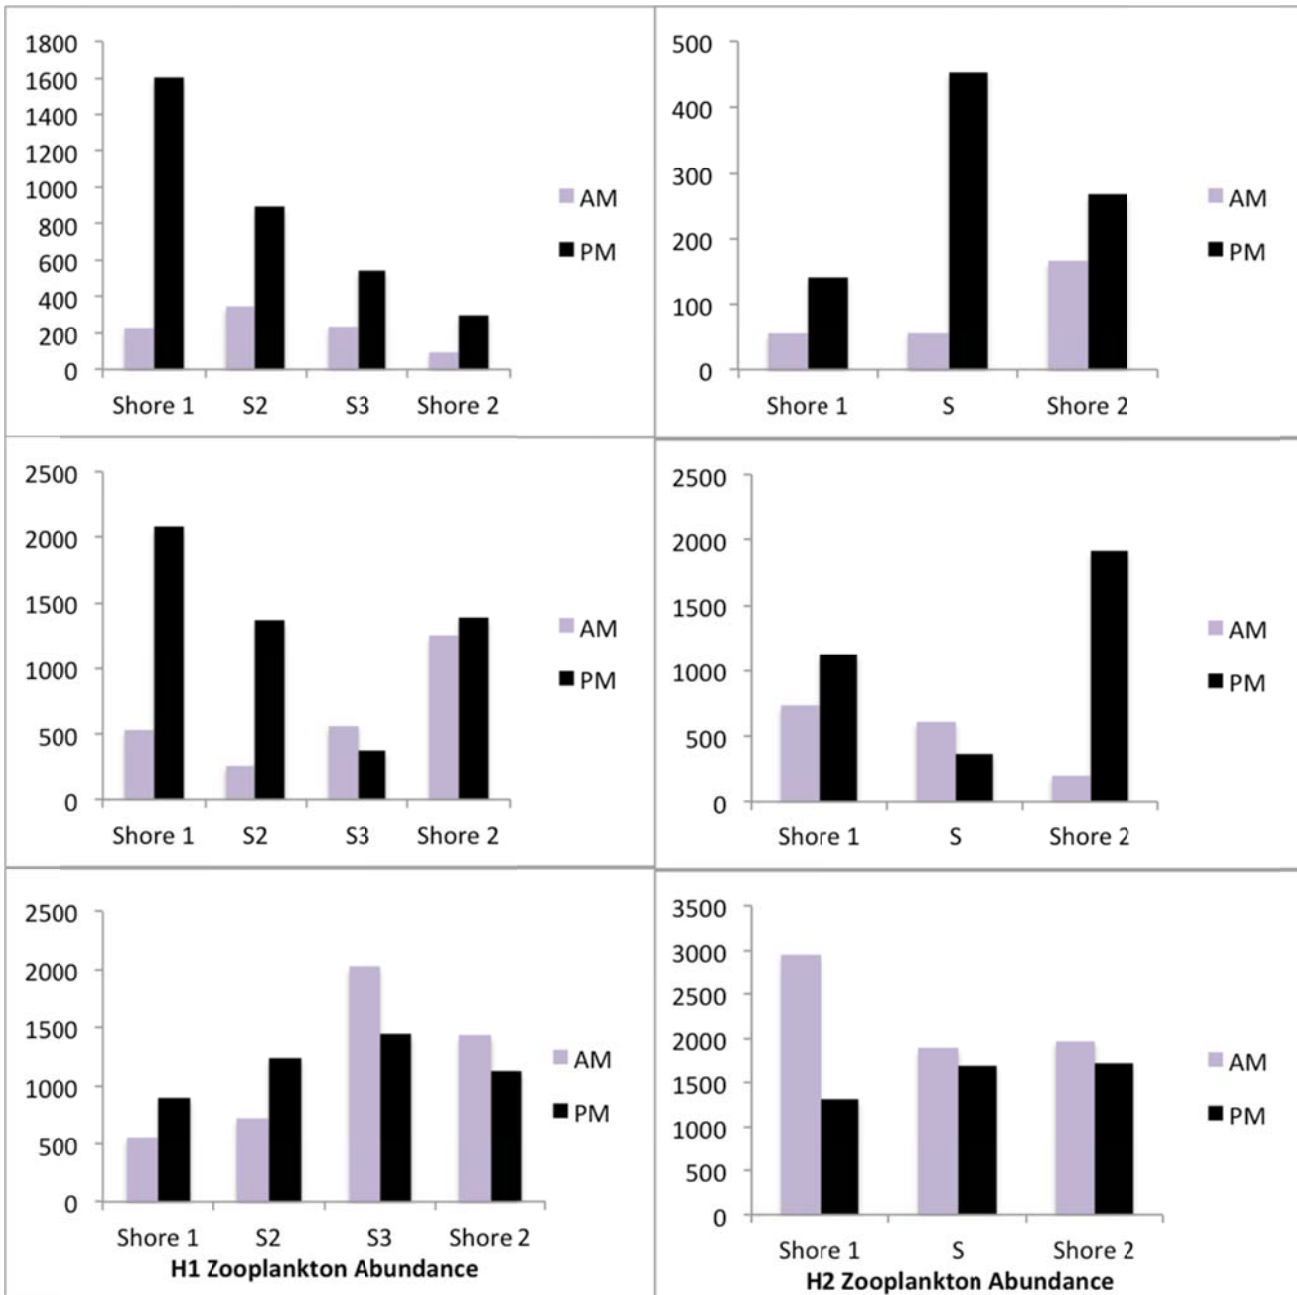 1800
1600
1400
1200
1000
800
600
400
200
0
Shore 1 S2 S3 Shore 2
AM
PM
500
400
300
200
100
0
Shore 1 S Shore 2
AM
PM
2500
2000
1500
1000
500
0
Shore 1 S2 S3 Shore 2
AM
PM
2500
2000
1500
1000
500
0
Shore 1 S Shore 2
AM
PM
2500
2000
1500
1000
500
0
Shore 1 S2 S3 Shore 2
H1 Zooplankton Abundance
AM
PM
3500
3000
2500
2000
1500
1000
500
0
Shore 1 S Shore 2
H2 Zooplankton Abundance
AM
PM